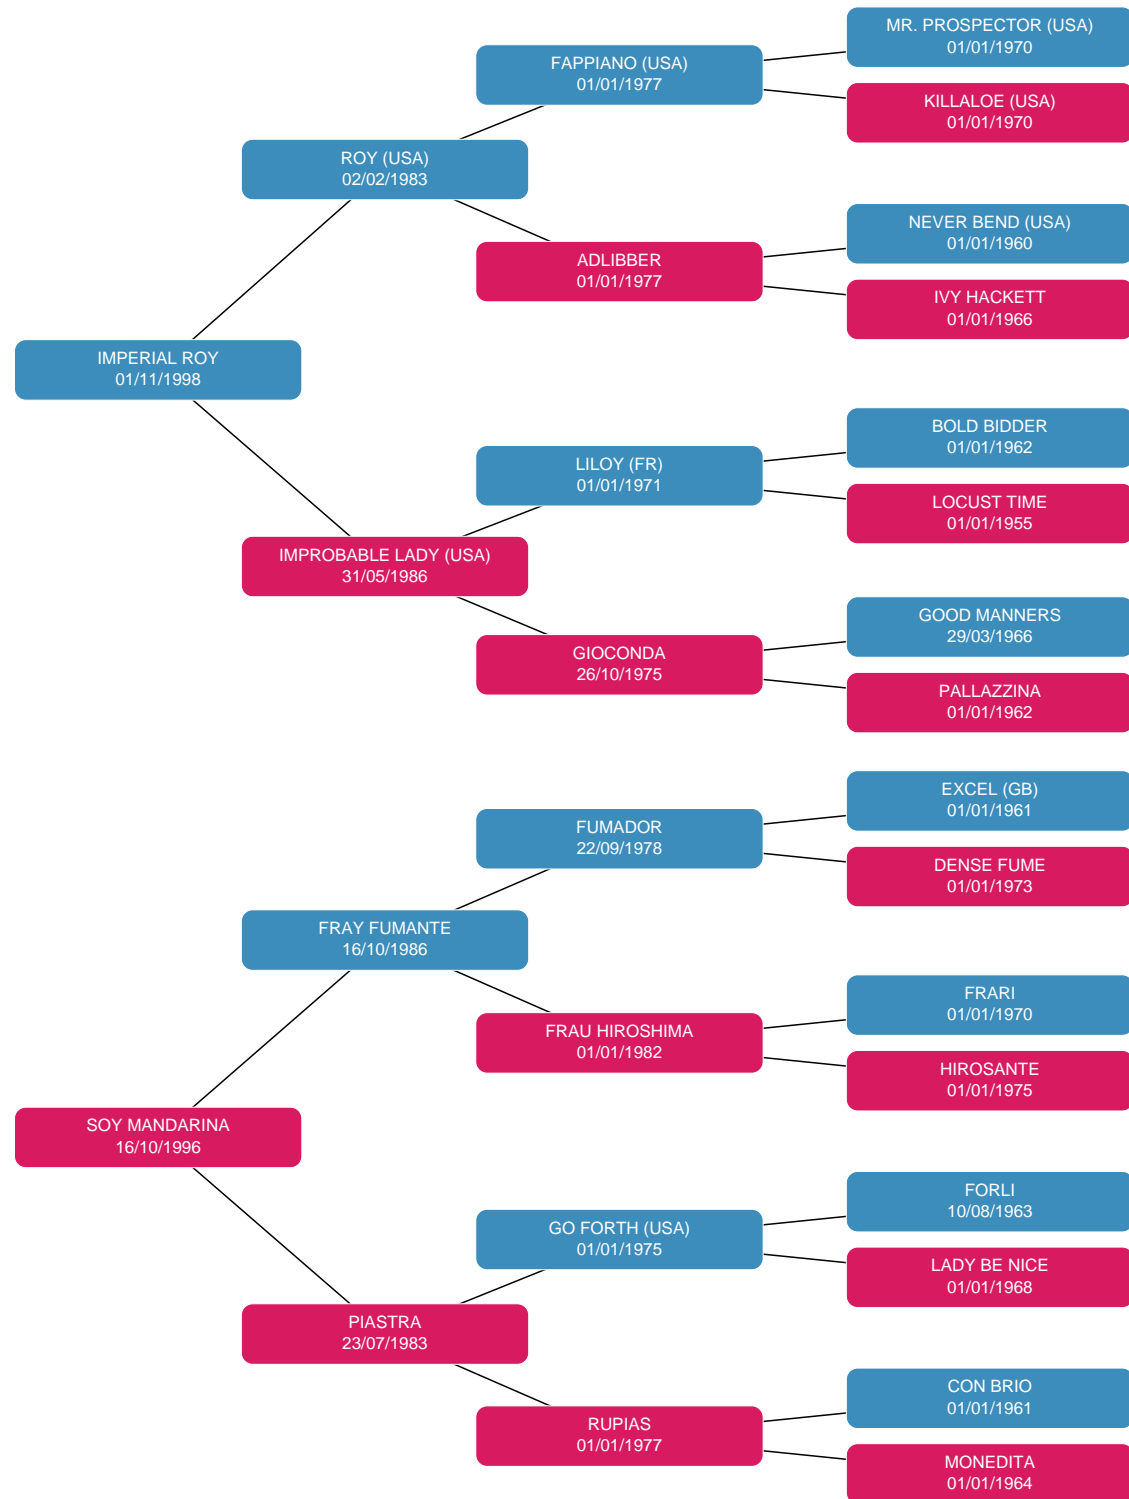 MR. PROSPECTOR (USA)
01/01/1970
FAPPIANO (USA)
01/01/1977
KILLALOE (USA)
01/01/1970
ROY (USA)
02/02/1983
NEVER BEND (USA)
01/01/1960
ADLIBBER
01/01/1977
IVY HACKETT
01/01/1966
IMPERIAL ROY
01/11/1998
BOLD BIDDER
01/01/1962
LILOY (FR)
01/01/1971
LOCUST TIME
01/01/1955
IMPROBABLE LADY (USA)
31/05/1986
GOOD MANNERS
29/03/1966
GIOCONDA
26/10/1975
PALLAZZINA
01/01/1962
EXCEL (GB)
01/01/1961
FUMADOR
22/09/1978
DENSE FUME
01/01/1973
FRAY FUMANTE
16/10/1986
FRARI
01/01/1970
FRAU HIROSHIMA
01/01/1982
HIROSANTE
01/01/1975
SOY MANDARINA
16/10/1996
FORLI
10/08/1963
GO FORTH (USA)
01/01/1975
LADY BE NICE
01/01/1968
PIASTRA
23/07/1983
CON BRIO
01/01/1961
RUPIAS
01/01/1977
MONEDITA
01/01/1964